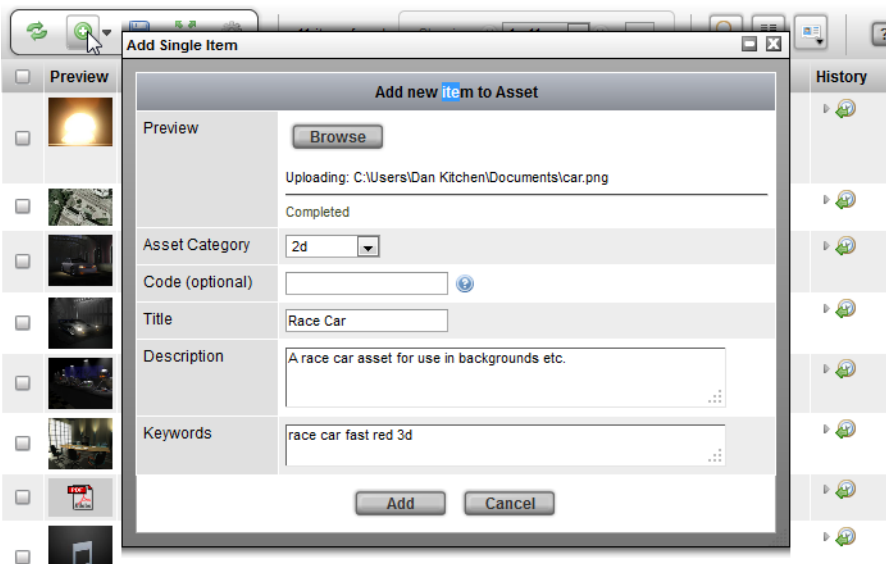 Add Single Item
Preview
History
Add new item to Asset
Preview
Browse
Uploading: C:\Users\Dan Kitchen\Documents\car.png
Completed
Asset Category
2d
Code (optional)
Title
Race Car
Description
A race car asset for use in backgrounds etc.
Keywords
race car fast red 3d
Add
Cancel
PDF